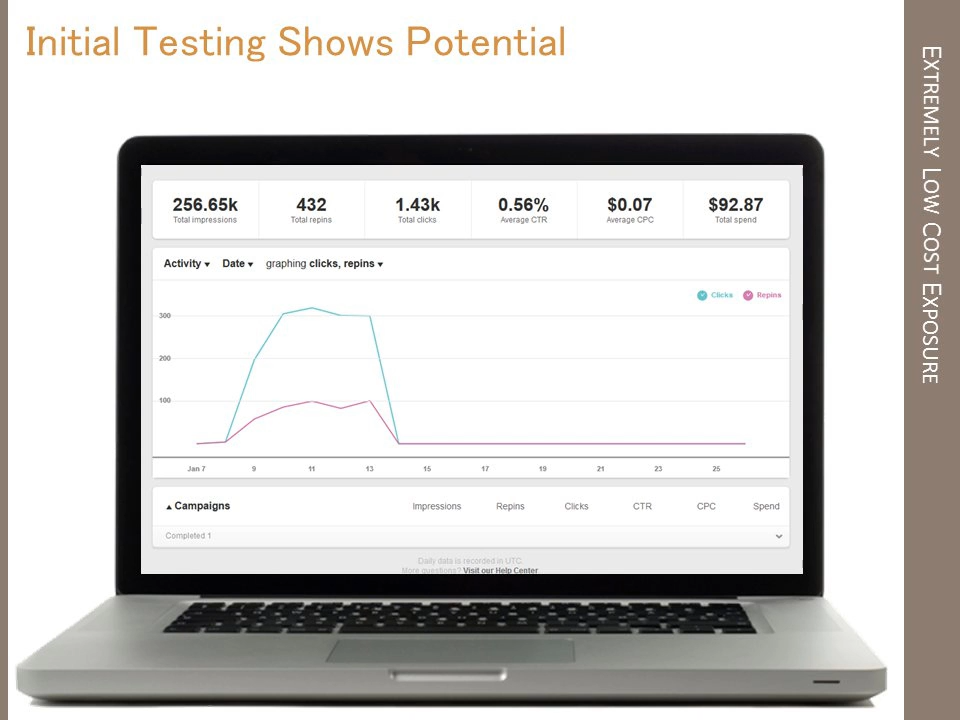 Initial Testing Shows Potential
EXTREMELY LOW COST EXPOSURE
256.65k 432 1.43k 0.56% $0.07 $92.87
Total impressions Total repins Total clicks Average CTR Average CPC Total spend
Activity ▾ Date ▾ graphing clicks, repins ▾
Clicks Repins
300
200
100
Jan 7 9 11 13 15 17 19 21 23 25
▴ Campaigns Impressions Repins Clicks CTR CPC Spend
Completed 1
Daily data is recorded in UTC.
More questions? Visit our Help Center.